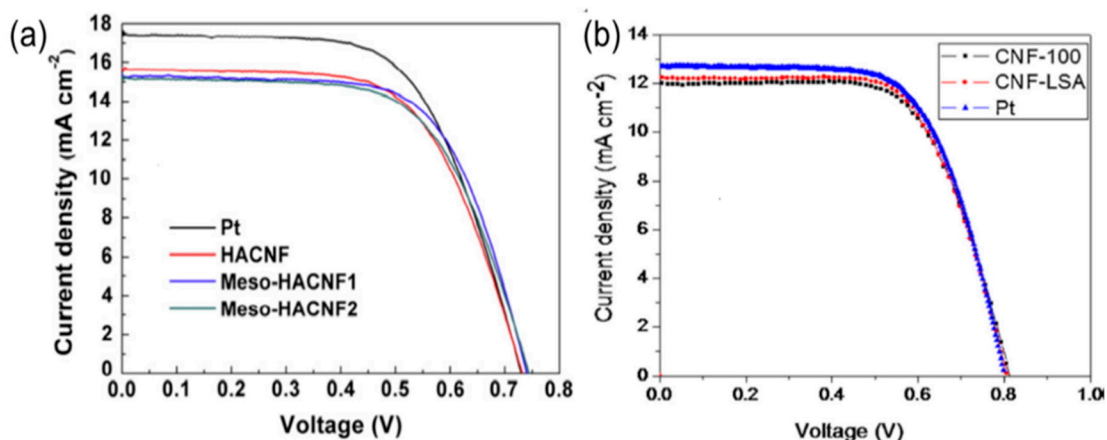 (a)
Current density (mA cm⁻²)
18
16
14
12
10
8
6
4
2
0
Pt
HACNF
Meso-HACNF1
Meso-HACNF2
0.0 0.1 0.2 0.3 0.4 0.5 0.6 0.7 0.8
Voltage (V)
(b)
Current density (mA cm⁻²)
14
12
10
8
6
4
2
0
CNF-100
CNF-LSA
Pt
0.0 0.2 0.4 0.6 0.8 1.0
Voltage (V)